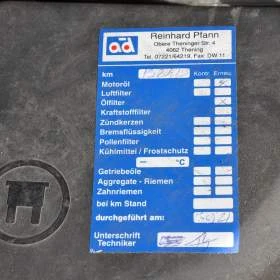 ad
Reinhard Pfann
Obere Theninger Str. 4
4062 Thening
Tel. 07221/64219, Fax DW 11
km
Kontr. Erneu.
Motoröl
Luftfilter
Ölfilter
Kraftstofffilter
Zündkerzen
Bremsflüssigkeit
Pollenfilter
Kühlmittel / Frostschutz
– °C
Getriebeöle
Aggregate - Riemen
Zahnriemen
bei km Stand
durchgeführt am:
Unterschrift
Techniker